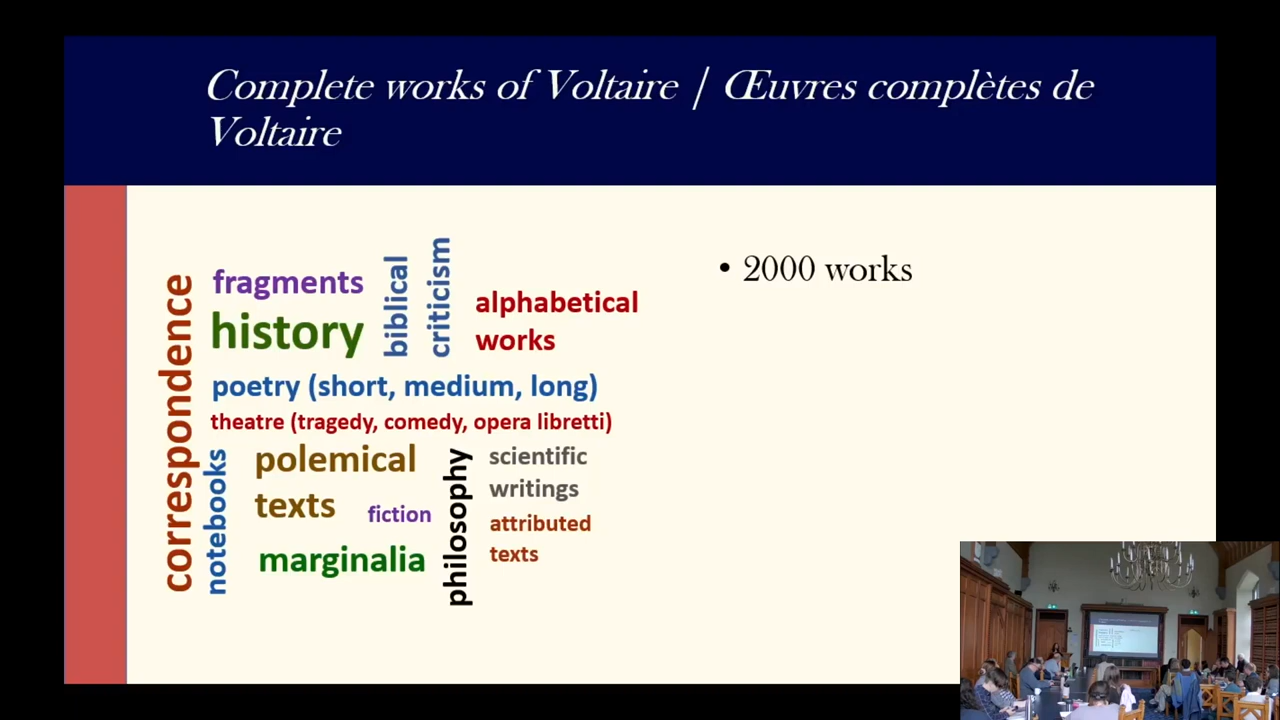 Complete works of Voltaire / Œuvres complètes de
Voltaire
correspondence
fragments
history
biblical
criticism
alphabetical
works
poetry (short, medium, long)
theatre (tragedy, comedy, opera libretti)
notebooks
polemical
texts
fiction
marginalia
philosophy
scientific
writings
attributed
texts
• 2000 works